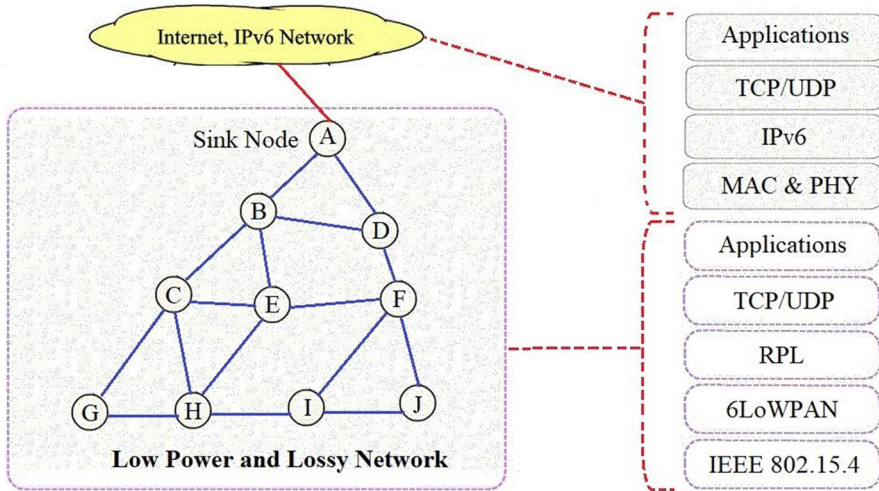 Internet, IPv6 Network
Sink Node
A
B
D
C
E
F
G
H
I
J
Low Power and Lossy Network
Applications
TCP/UDP
IPv6
MAC & PHY
Applications
TCP/UDP
RPL
6LoWPAN
IEEE 802.15.4